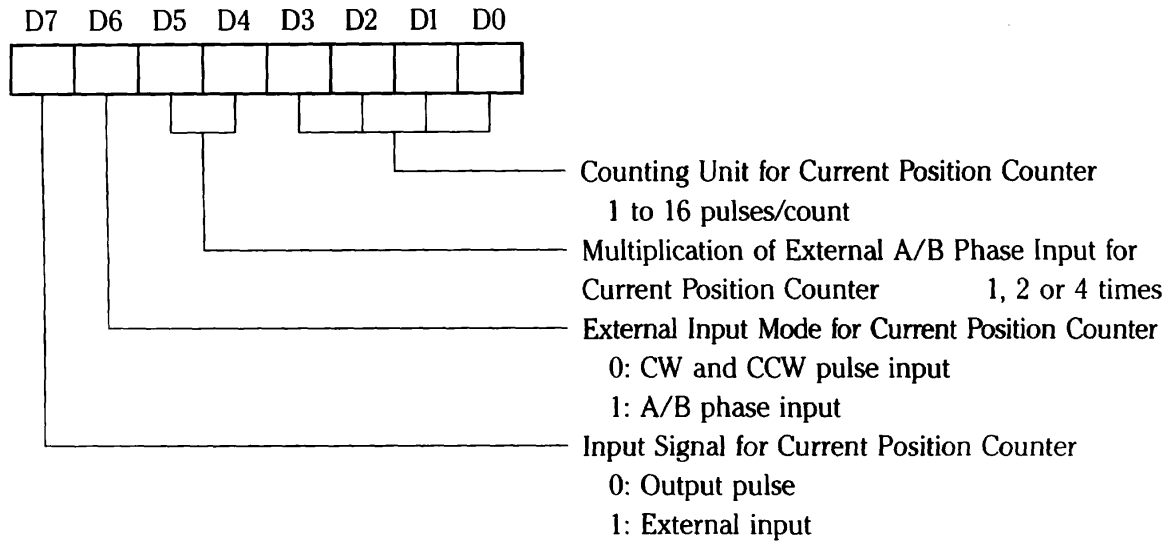 D7 D6 D5 D4 D3 D2 D1 D0
Counting Unit for Current Position Counter
1 to 16 pulses/count
Multiplication of External A/B Phase Input for
Current Position Counter 1, 2 or 4 times
External Input Mode for Current Position Counter
0: CW and CCW pulse input
1: A/B phase input
Input Signal for Current Position Counter
0: Output pulse
1: External input